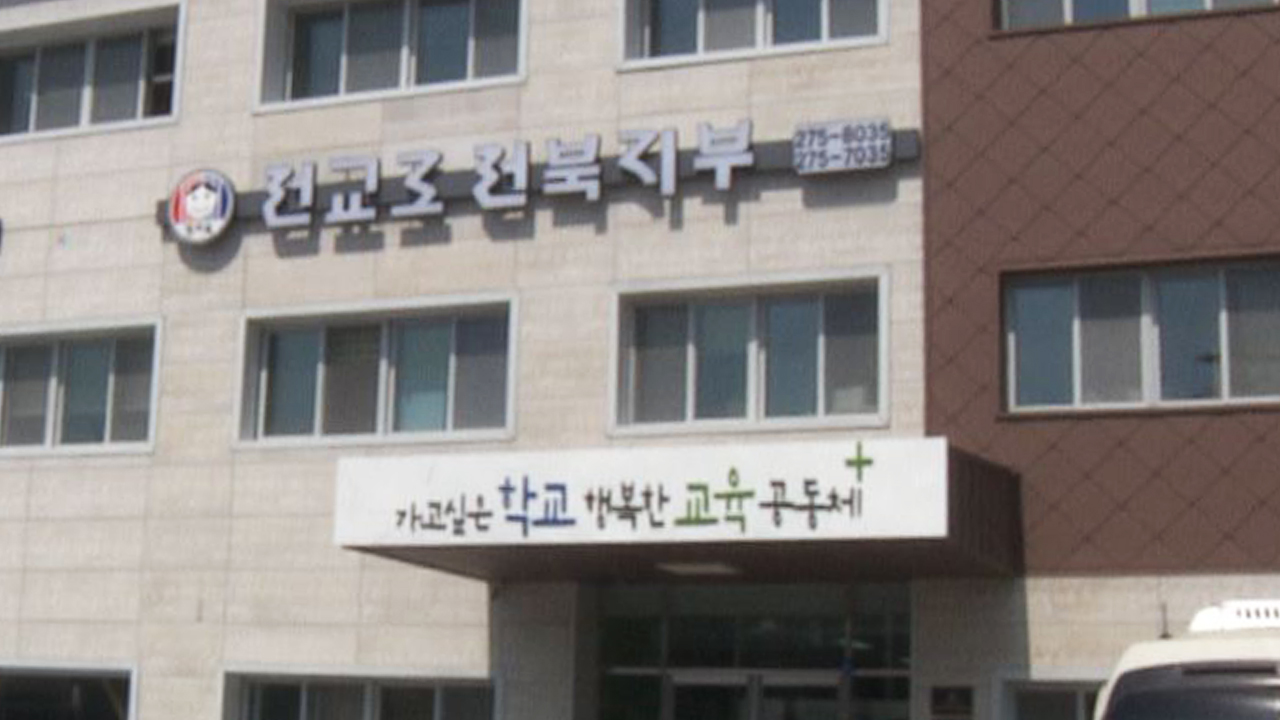 전교조 전북지부
275-8035
275-7035
가고싶은 학교 행복한 교육 공동체